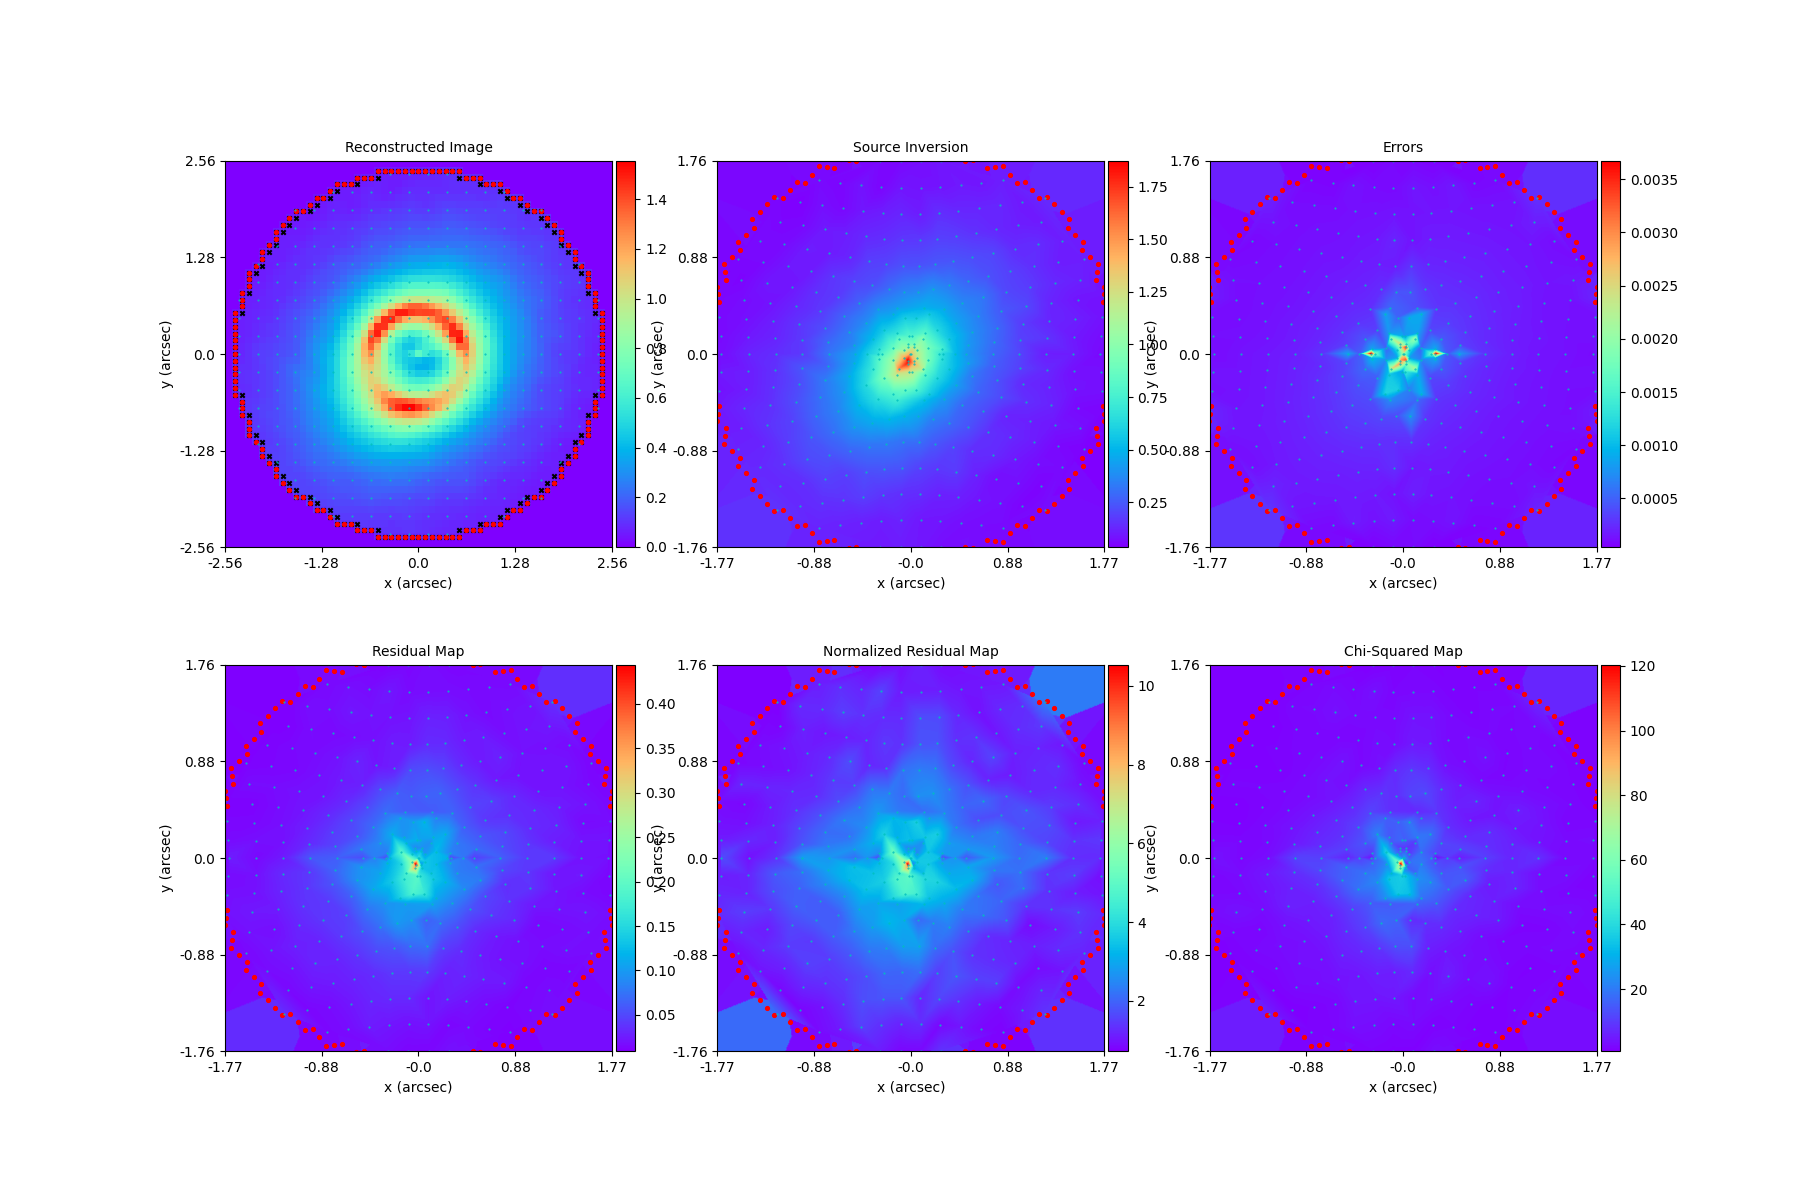 Reconstructed Image
2.56
1.28
0.0
-1.28
-2.56
y (arcsec)
-2.56 -1.28 0.0 1.28 2.56
x (arcsec)
1.4
1.2
1.0
0.8
0.6
0.4
0.2
0.0
Source Inversion
1.76
0.88
0.0
-0.88
-1.76
y (arcsec)
-1.77 -0.88 -0.0 0.88 1.77
x (arcsec)
1.75
1.50
1.25
1.00
0.75
0.50
0.25
Errors
1.76
0.88
0.0
-0.88
-1.76
y (arcsec)
-1.77 -0.88 -0.0 0.88 1.77
x (arcsec)
0.0035
0.0030
0.0025
0.0020
0.0015
0.0010
0.0005
Residual Map
1.76
0.88
0.0
-0.88
-1.76
y (arcsec)
-1.77 -0.88 -0.0 0.88 1.77
x (arcsec)
0.40
0.35
0.30
0.25
0.20
0.15
0.10
0.05
Normalized Residual Map
1.76
0.88
0.0
-0.88
-1.76
y (arcsec)
-1.77 -0.88 -0.0 0.88 1.77
x (arcsec)
10
8
6
4
2
Chi-Squared Map
1.76
0.88
0.0
-0.88
-1.76
y (arcsec)
-1.77 -0.88 -0.0 0.88 1.77
x (arcsec)
120
100
80
60
40
20